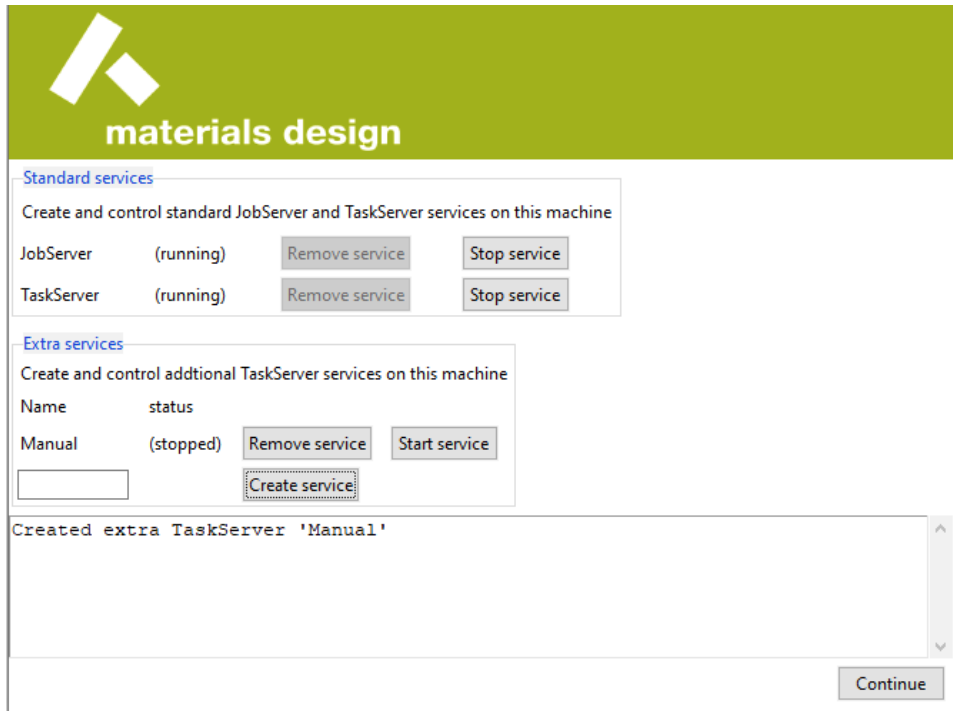 materials design
Standard services
Create and control standard JobServer and TaskServer services on this machine
JobServer (running) Remove service Stop service
TaskServer (running) Remove service Stop service
Extra services
Create and control addtional TaskServer services on this machine
Name status
Manual (stopped) Remove service Start service
Create service
Created extra TaskServer 'Manual'
Continue